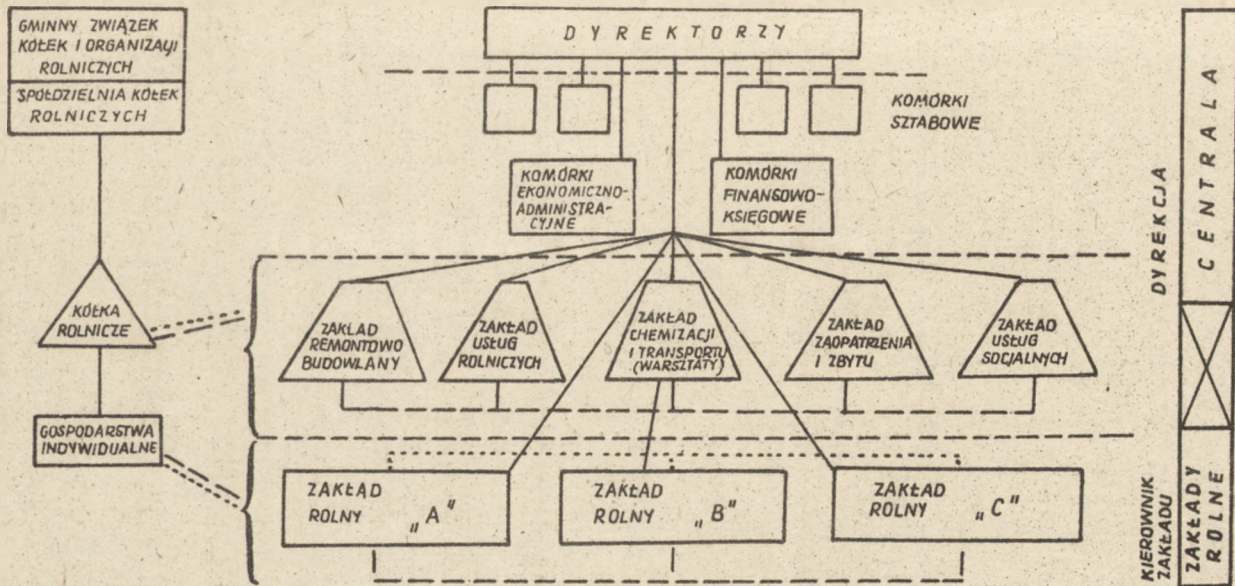 GMINNY ZWIĄZEK
KÓŁEK I ORGANIZACJI
ROLNICZYCH
SPÓŁDZIELNIA KÓŁEK
ROLNICZYCH
KÓŁKA
ROLNICZE
GOSPODARSTWA
INDYWIDUALNE
DYREKTORZY
KOMÓRKI
SZTABOWE
KOMÓRKI
EKONOMICZNO-
ADMINISTRA-
CYJNE
KOMÓRKI
FINANSOWO-
KSIĘGOWE
ZAKŁAD
REMONTOWO
BUDOWLANY
ZAKŁAD
USŁUG
ROLNICZYCH
ZAKŁAD
CHEMIZACJI
I TRANSPORTU
(WARSZTATY)
ZAKŁAD
ZAOPATRZENIA
I ZBYTU
ZAKŁAD
USŁUG
SOCJALNYCH
ZAKŁAD
ROLNY „A"
ZAKŁAD
ROLNY „B"
ZAKŁAD
ROLNY „C"
DYREKCJA
CENTRALA
KIEROWNIK
ZAKŁADU
ZAKŁADY
ROLNE